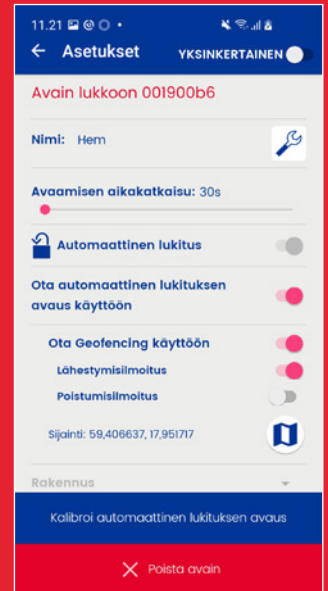 11.21
← Asetukset YKSINKERTAINEN
Avain lukkoon 001900b6
Nimi: Hem
Avaamisen aikakatkaisu: 30s
Automaattinen lukitus
Ota automaattinen lukituksen
avaus käyttöön
Ota Geofencing käyttöön
Lähestymisilmoitus
Poistumisilmoitus
Sijainti: 59,406637, 17,951717
Rakennus
Kalibroi automaattinen lukituksen avaus
Poista avain